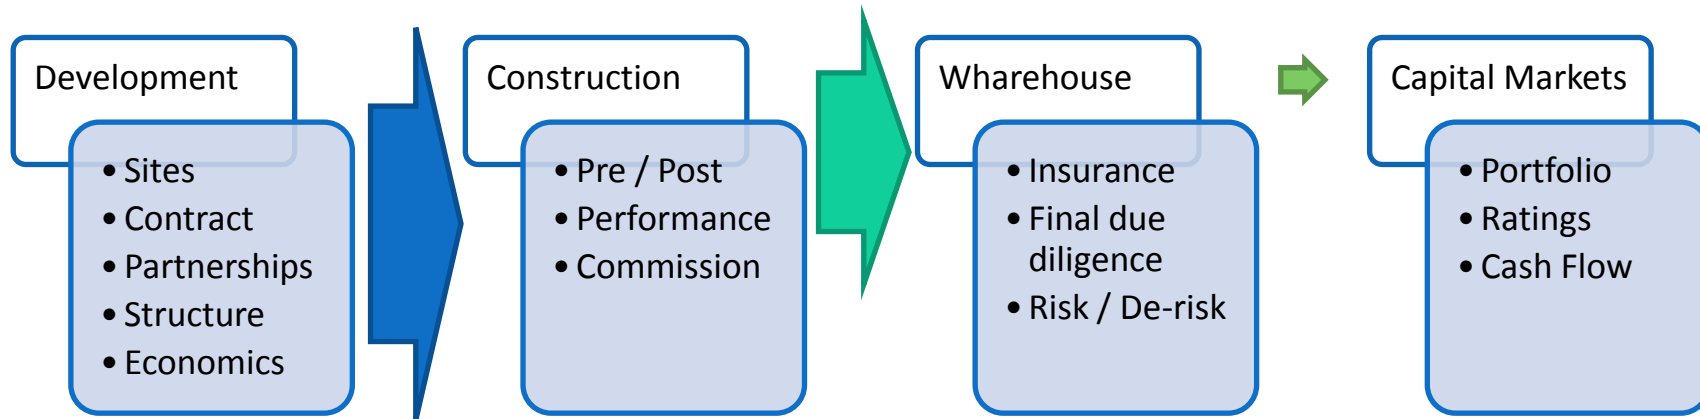 Development
• Sites
• Contract
• Partnerships
• Structure
• Economics
Construction
• Pre / Post
• Performance
• Commission
Wharehouse
• Insurance
• Final due
diligence
• Risk / De-risk
Capital Markets
• Portfolio
• Ratings
• Cash Flow